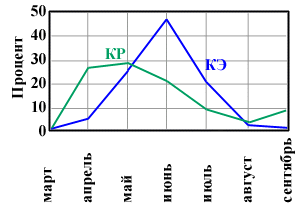 Процент
50
40
30
20
10
0
КР
КЭ
март
апрель
май
июнь
июль
август
сентябрь